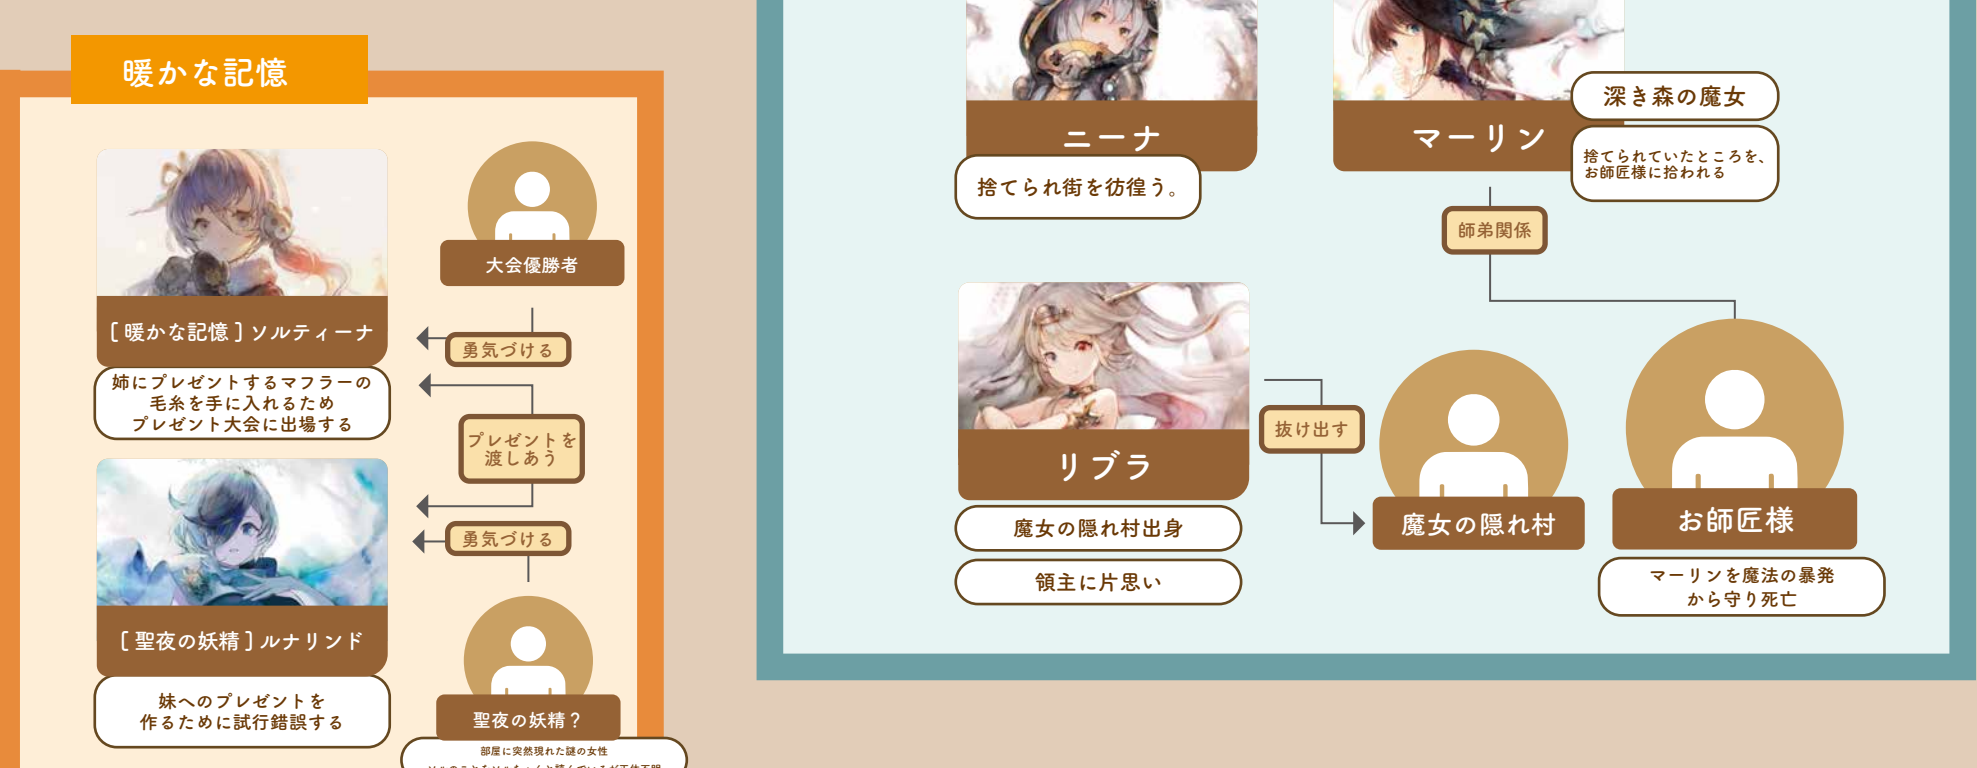 暖かな記憶
大会優勝者
[ 暖かな記憶 ] ソルティーナ
姉にプレゼントするマフラーの
毛糸を手に入れるため
プレゼント大会に出場する
勇気づける
プレゼントを
渡しあう
勇気づける
[ 聖夜の妖精 ] ルナリンド
妹へのプレゼントを
作るために試行錯誤する
聖夜の妖精？
部屋に突然現れた謎の女性
ニーナ
捨てられ街を彷徨う。
マーリン
深き森の魔女
捨てられていたところを、
お師匠様に拾われる
師弟関係
リブラ
魔女の隠れ村出身
領主に片思い
抜け出す
魔女の隠れ村
お師匠様
マーリンを魔法の暴発
から守り死亡